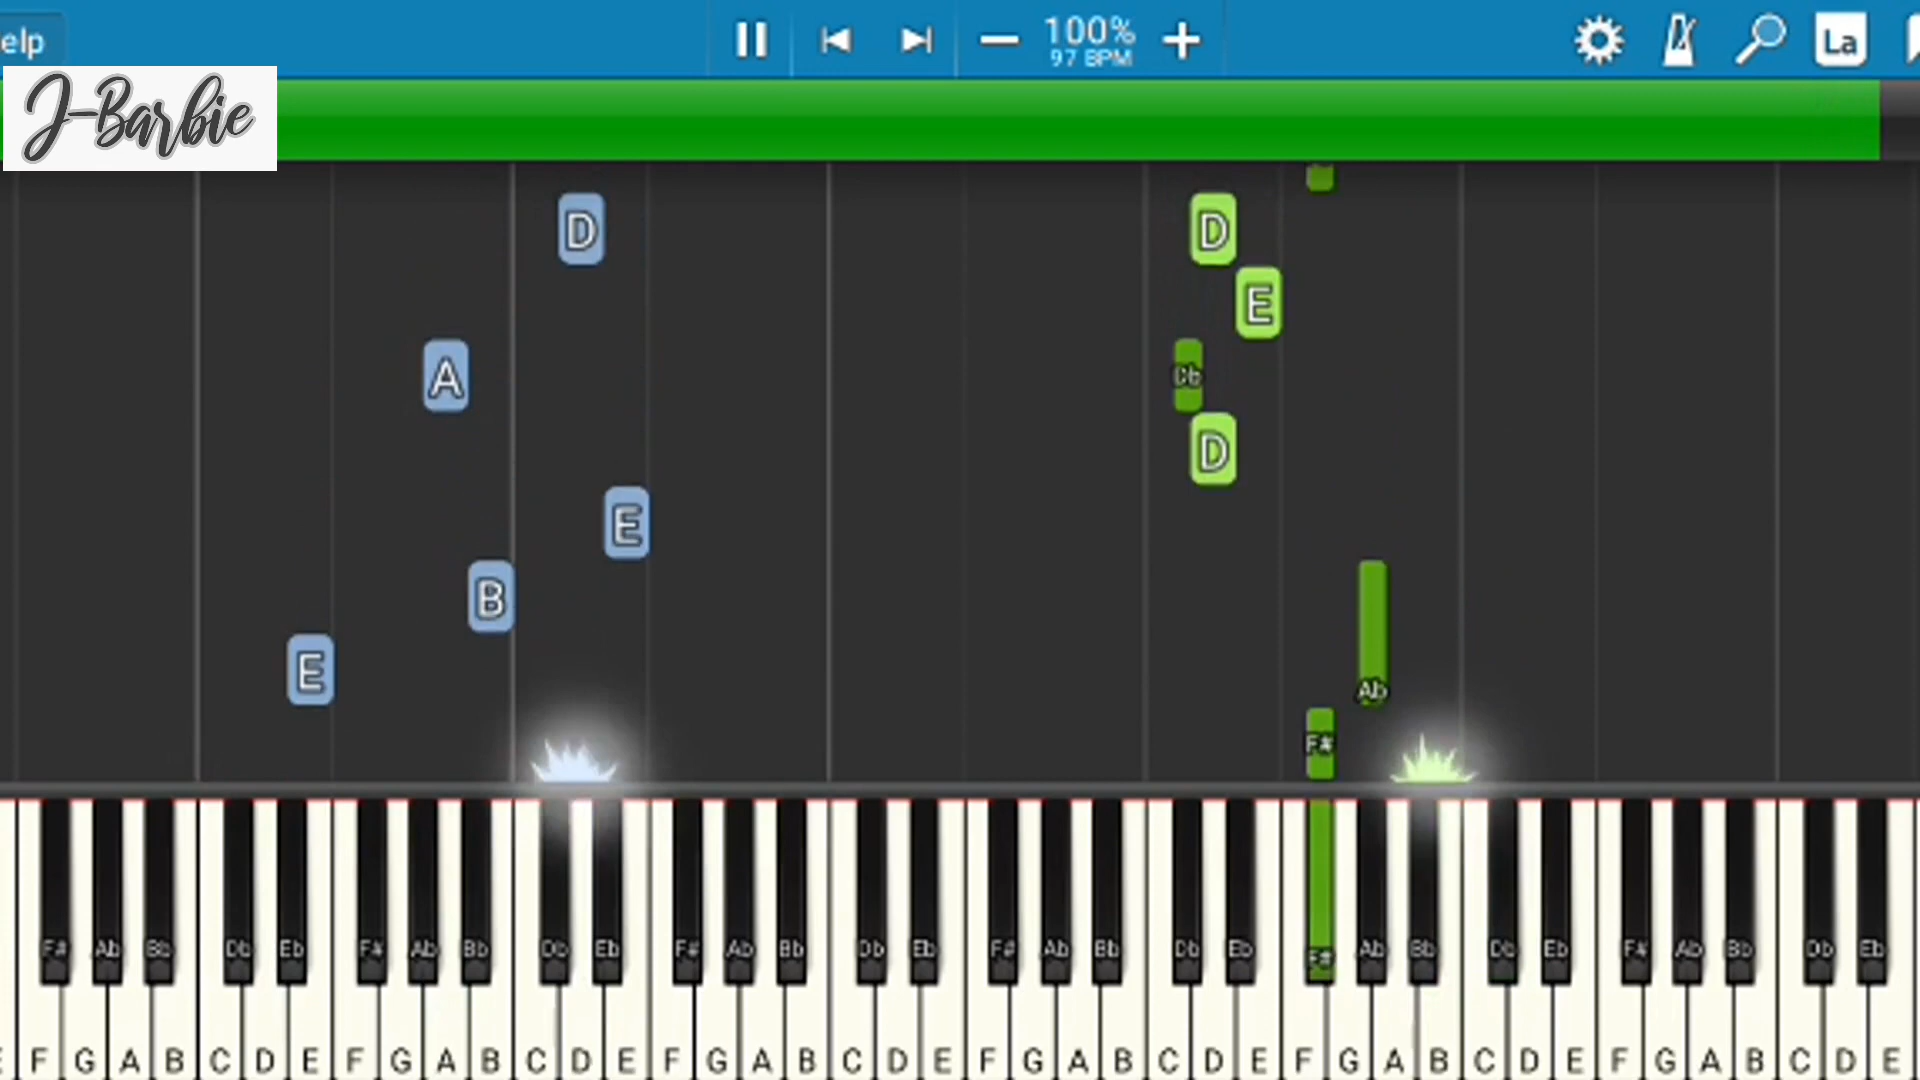 elp
100%
97 BPM
La
J-Barbie
D D
E
A Db
D
E
B
E Ab
F#
F# Ab Bb Db Eb F# Ab Bb Db Eb F# Ab Bb Db Eb F# Ab Bb Db Eb F# Ab Bb Db Eb F# Ab Bb Db Eb
F G A B C D E F G A B C D E F G A B C D E F G A B C D E F G A B C D E F G A B C D E